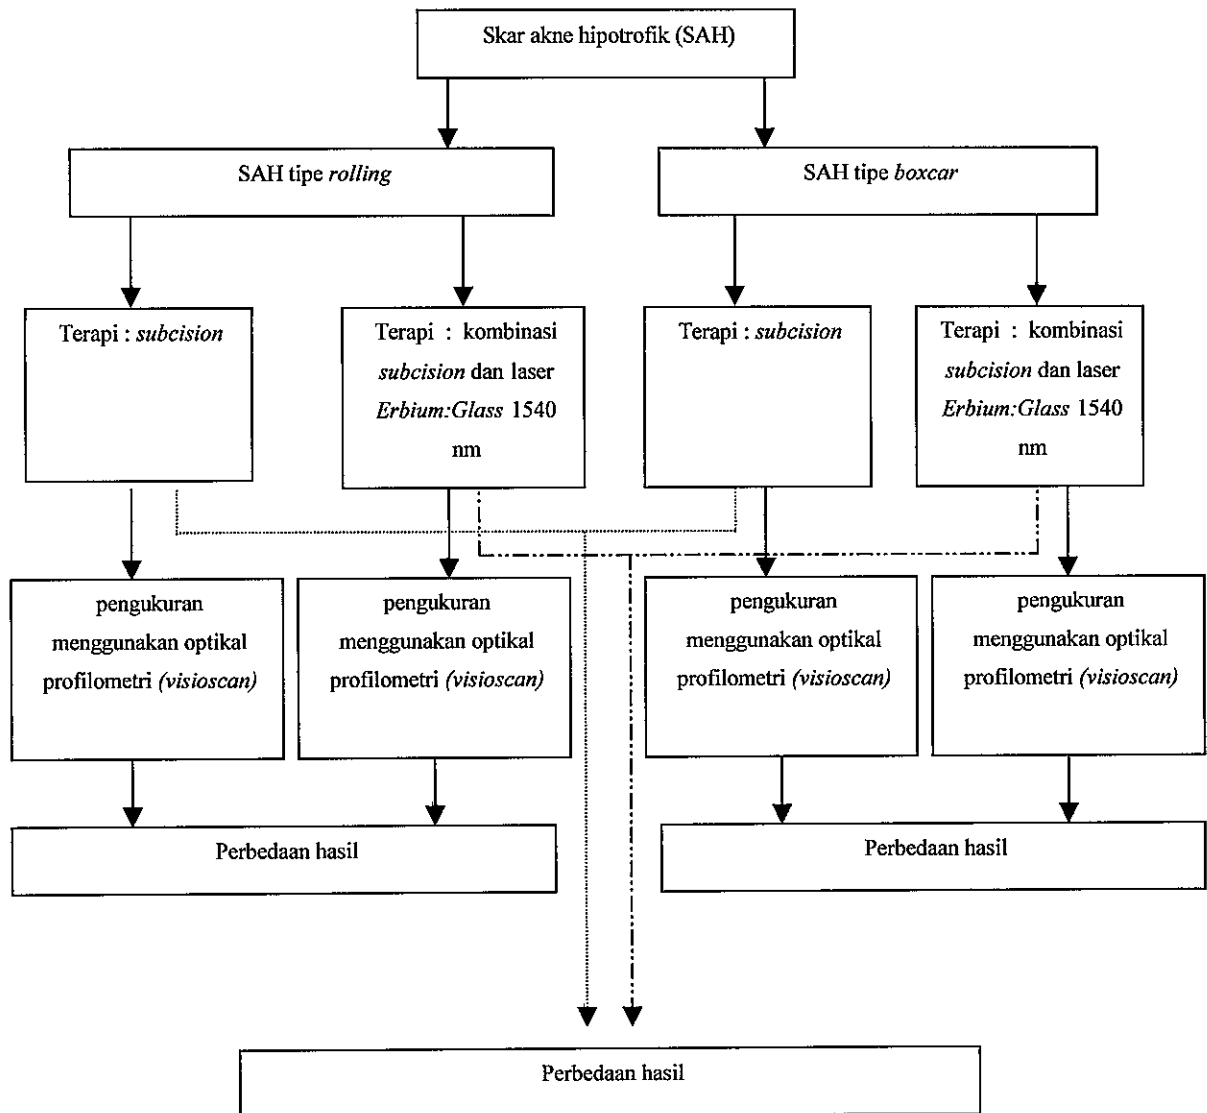 Skar akne hipotrofik (SAH)
SAH tipe rolling
SAH tipe boxcar
Terapi : subcision
Terapi : kombinasi
subcision dan laser
Erbium:Glass 1540
nm
Terapi : subcision
Terapi : kombinasi
subcision dan laser
Erbium:Glass 1540
nm
pengukuran
menggunakan optikal
profilometri (visioscan)
pengukuran
menggunakan optikal
profilometri (visioscan)
pengukuran
menggunakan optikal
profilometri (visioscan)
pengukuran
menggunakan optikal
profilometri (visioscan)
Perbedaan hasil
Perbedaan hasil
Perbedaan hasil